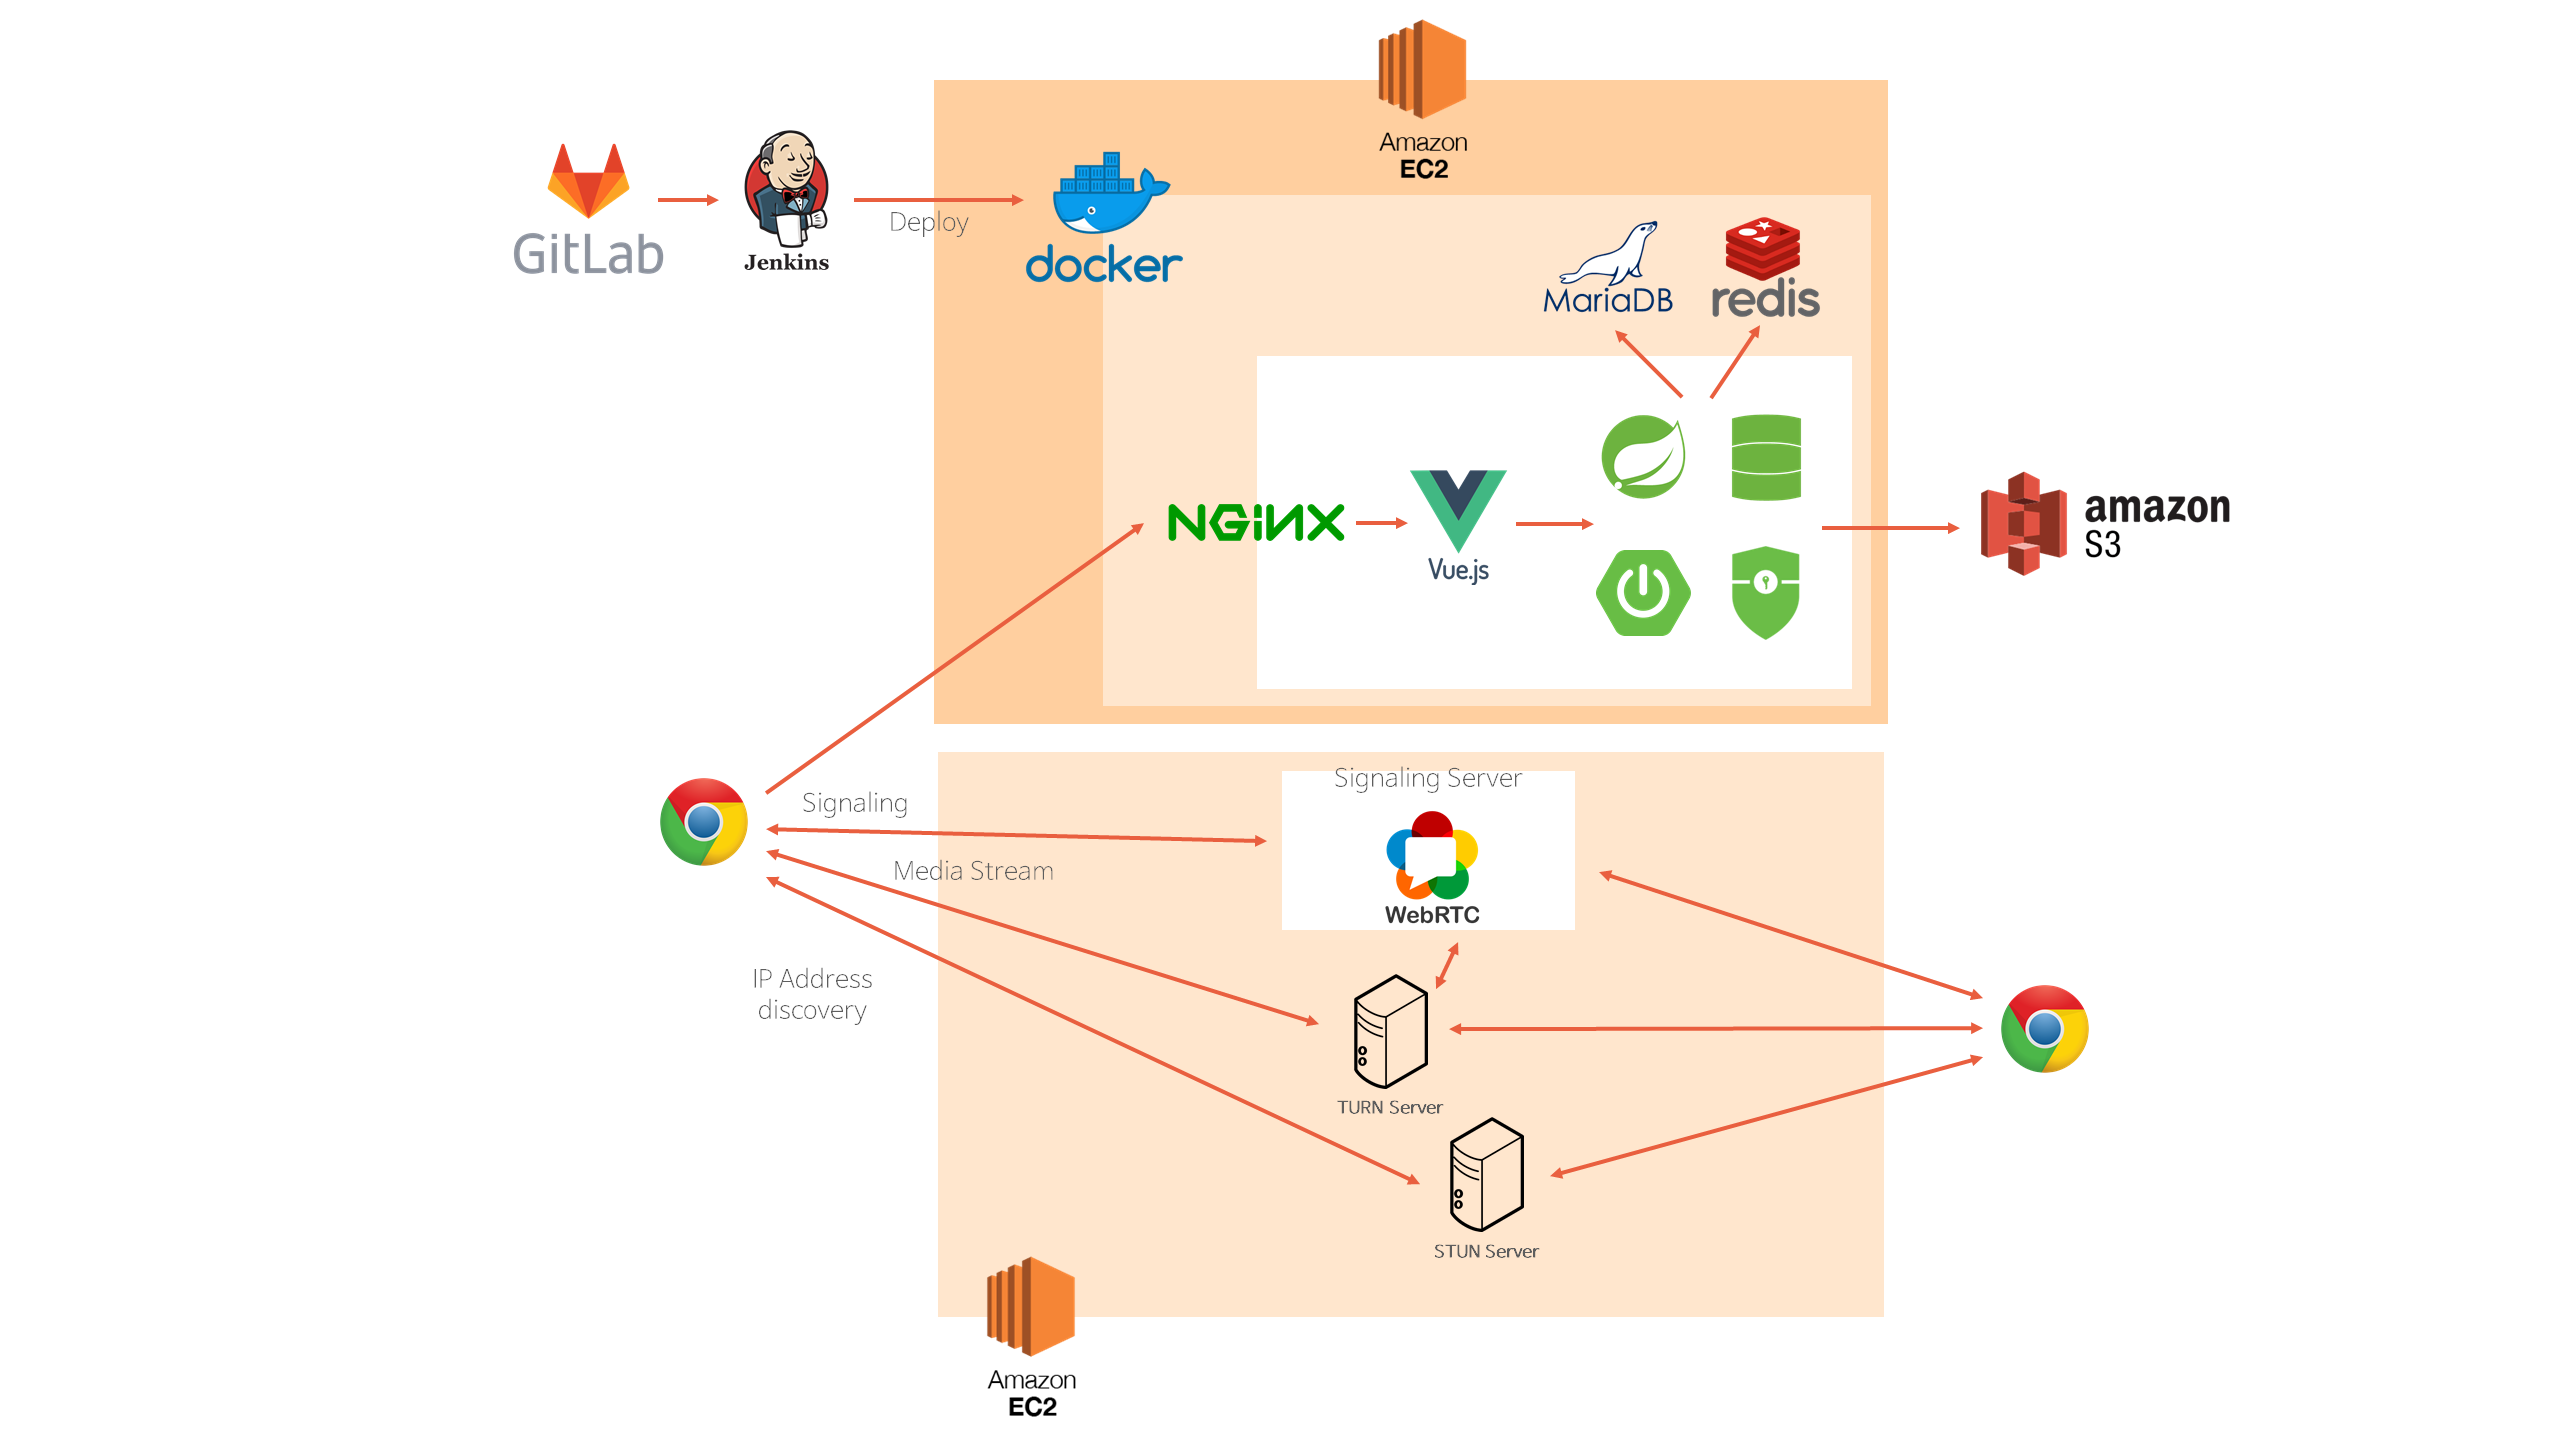 Amazon
EC2
GitLab
Jenkins
Deploy
docker
MariaDB
redis
NGINX
Vue.js
amazon
S3
Signaling Server
Signaling
Media Stream
WebRTC
IP Address
discovery
TURN Server
STUN Server
Amazon
EC2